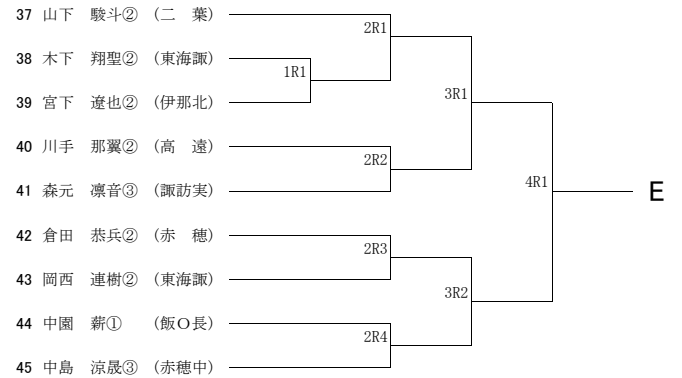 37 山下　駿斗② （二　葉）
2R1
38 木下　翔聖② （東海諏）
1R1
39 宮下　遼也② （伊那北）
3R1
40 川手　那翼② （高　遠）
2R2
41 森元　凛音③ （諏訪実）
4R1
E
42 倉田　恭兵② （赤　穂）
2R3
43 岡西　連樹② （東海諏）
3R2
44 中園　薪① （飯O長）
2R4
45 中島　涼晟③ （赤穂中）